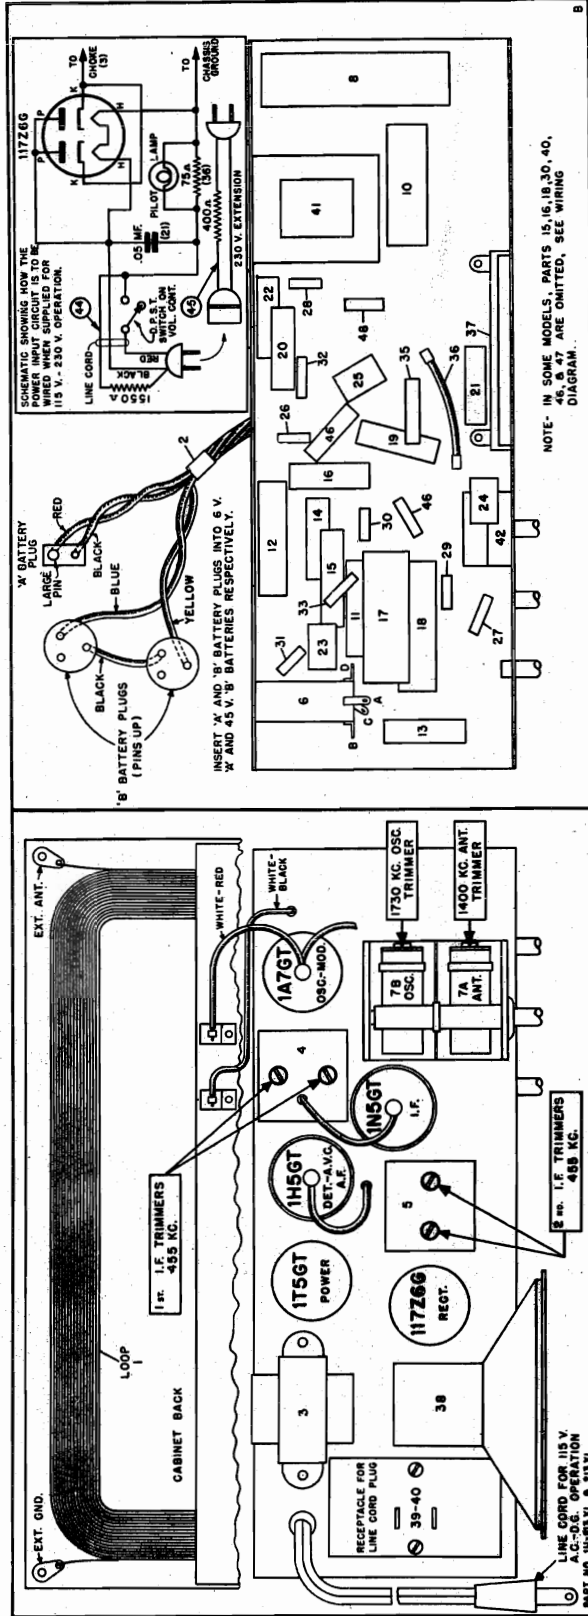 EXT. GND.
EXT. ANT.
LOOP
1
CABINET BACK
1 st. I.F. TRIMMERS
455 KC.
WHITE-RED
WHITE-
BLACK
1A7GT
OSC.-MOD.
4
1N5GT
I.F.
1H5GT
DET.-A.V.C.
A.F.
1T5GT
POWER
117Z6G
RECT.
3
5
38
RECEPTACLE FOR
LINE CORD PLUG
39-40
7B
OSC.
7A
ANT.
1730 KC. OSC.
TRIMMER
1400 KC. ANT.
TRIMMER
2 ND. I.F. TRIMMERS
455 KC.
LINE CORD FOR 115 V.
A.C.-D.C. OPERATION
'B' BATTERY PLUGS
(PINS UP)
BLACK
'A' BATTERY
PLUG
LARGE
PIN
RED
BLACK
BLUE
YELLOW
2
INSERT 'A' AND 'B' BATTERY PLUGS INTO 6 V.
'A' AND 45 V. 'B' BATTERIES RESPECTIVELY.
SCHEMATIC SHOWING HOW THE
POWER INPUT CIRCUIT IS TO BE
WIRED WHEN SUPPLIED FOR
115 V. - 230 V. OPERATION.
117Z6G
P
P
K
K
H
H
TO
CHOKE
(3)
TO
CHASSIS
GROUND
44
LINE CORD
.05 MF.
(21)
PILOT LAMP
75Ω
(36)
D.P.S.T.
SWITCH ON
VOL. CONT.
1550 Ω
BLACK
RED
45
400Ω
230 V. EXTENSION
6
31
23
33
D
B
C
A
13
12
14
15
11
17
18
16
30
46
29
27
26
46
20
22
32
28
25
19
35
48
36
41
10
8
21
37
24
42
NOTE- IN SOME MODELS, PARTS 15,16,18,30,40,
46, & 47 ARE OMITTED, SEE WIRING
DIAGRAM.
B